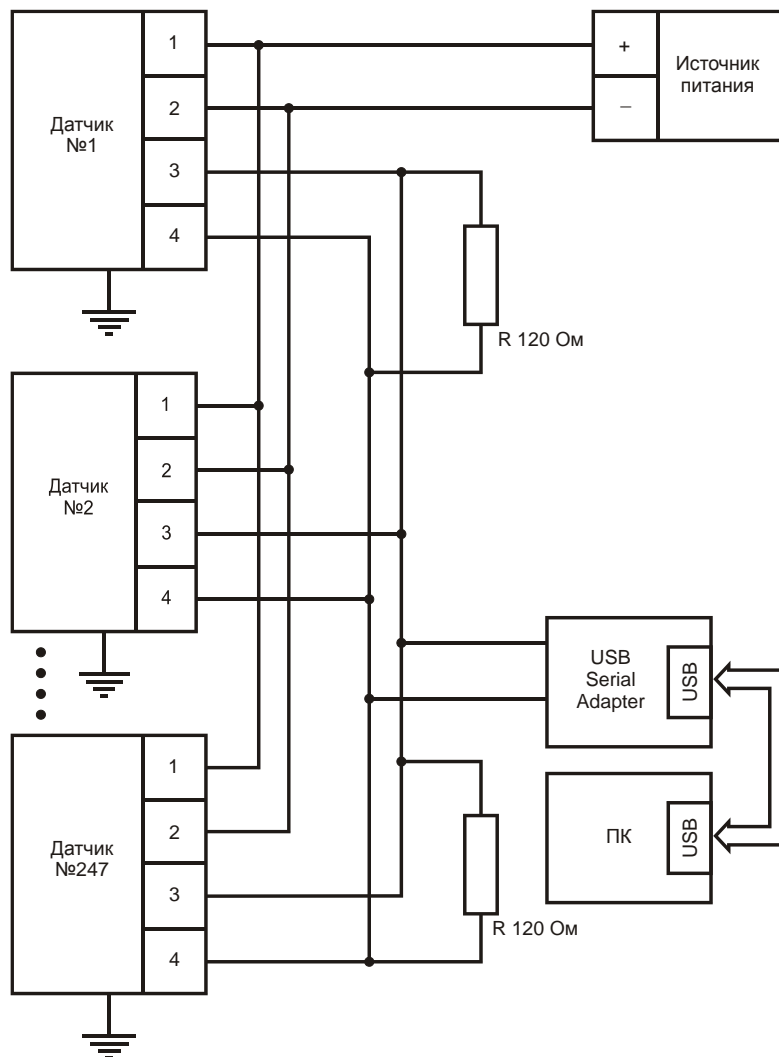 Датчик
№1
1
2
3
4
+
−
Источник
питания
R 120 Ом
Датчик
№2
1
2
3
4
USB
Serial
Adapter
USB
Датчик
№247
1
2
3
4
R 120 Ом
ПК
USB